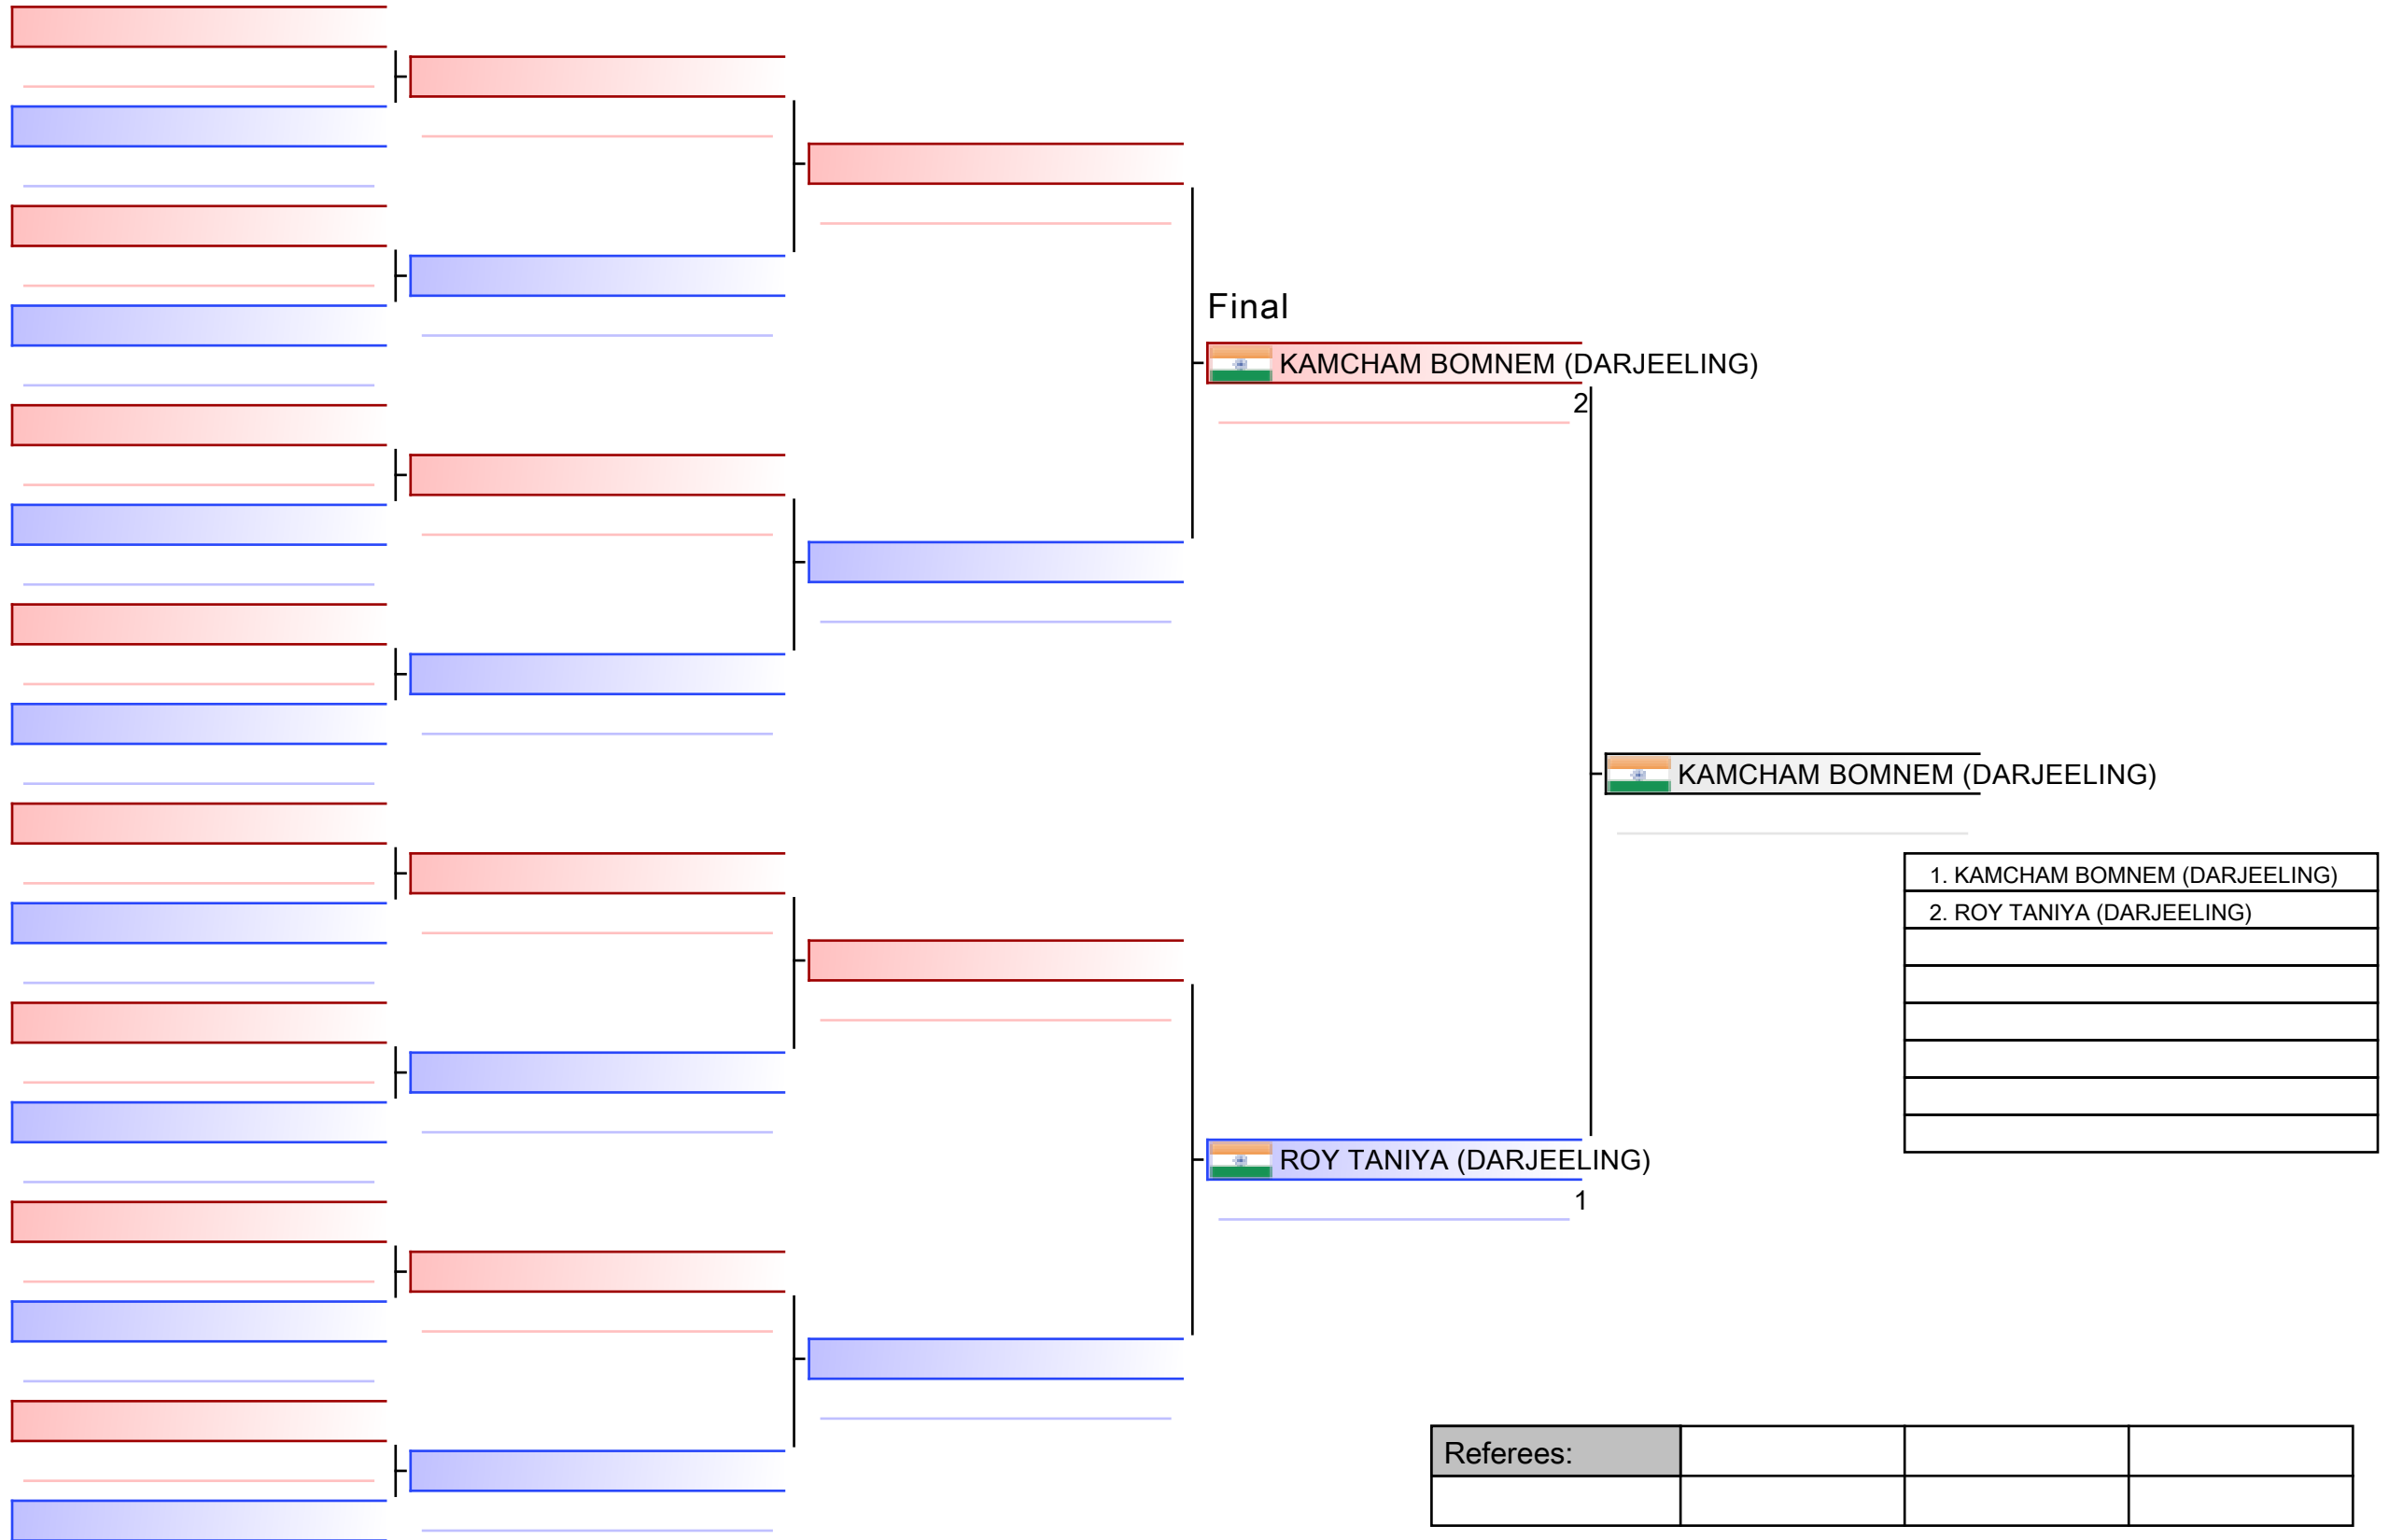 Final
KAMCHAM BOMNEM (DARJEELING)
2
KAMCHAM BOMNEM (DARJEELING)
1. KAMCHAM BOMNEM (DARJEELING)
2. ROY TANIYA (DARJEELING)
ROY TANIYA (DARJEELING)
1
Referees: